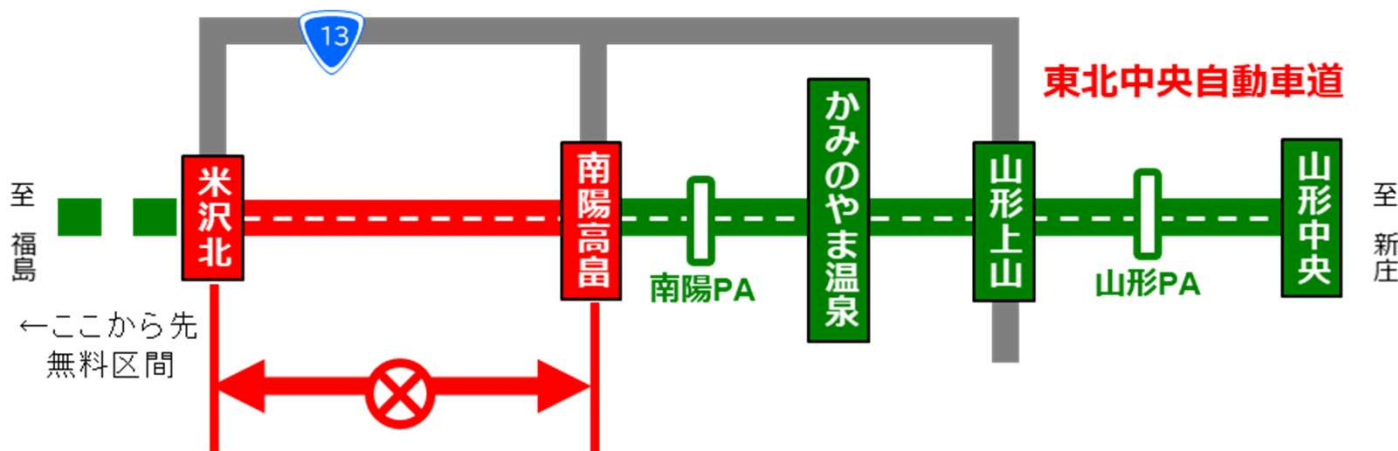 13
東北中央自動車道
至 福島
米沢北
南陽高畠
南陽PA
かみのやま温泉
山形上山
山形PA
山形中央
至 新庄
←ここから先
無料区間